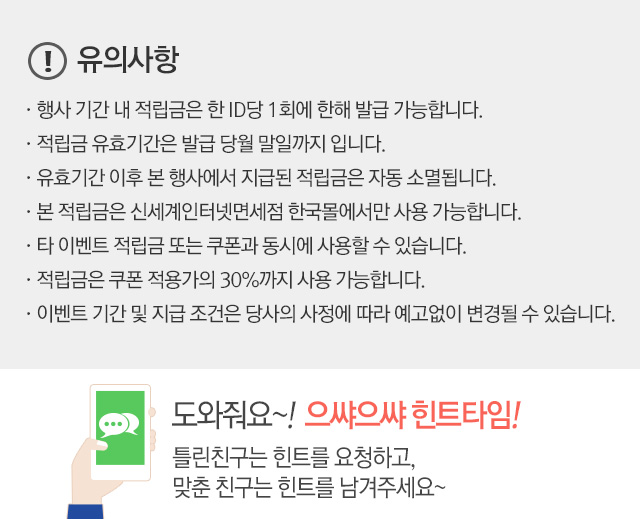 ! 유의사항
· 행사 기간 내 적립금은 한 ID당 1회에 한해 발급 가능합니다.
· 적립금 유효기간은 발급 당월 말일까지 입니다.
· 유효기간 이후 본 행사에서 지급된 적립금은 자동 소멸됩니다.
· 본 적립금은 신세계인터넷면세점 한국몰에서만 사용 가능합니다.
· 타 이벤트 적립금 또는 쿠폰과 동시에 사용할 수 있습니다.
· 적립금은 쿠폰 적용가의 30%까지 사용 가능합니다.
· 이벤트 기간 및 지급 조건은 당사의 사정에 따라 예고없이 변경될 수 있습니다.
도와줘요~! 으쌰으쌰 힌트타임!
틀린친구는 힌트를 요청하고,
맞춘 친구는 힌트를 남겨주세요~